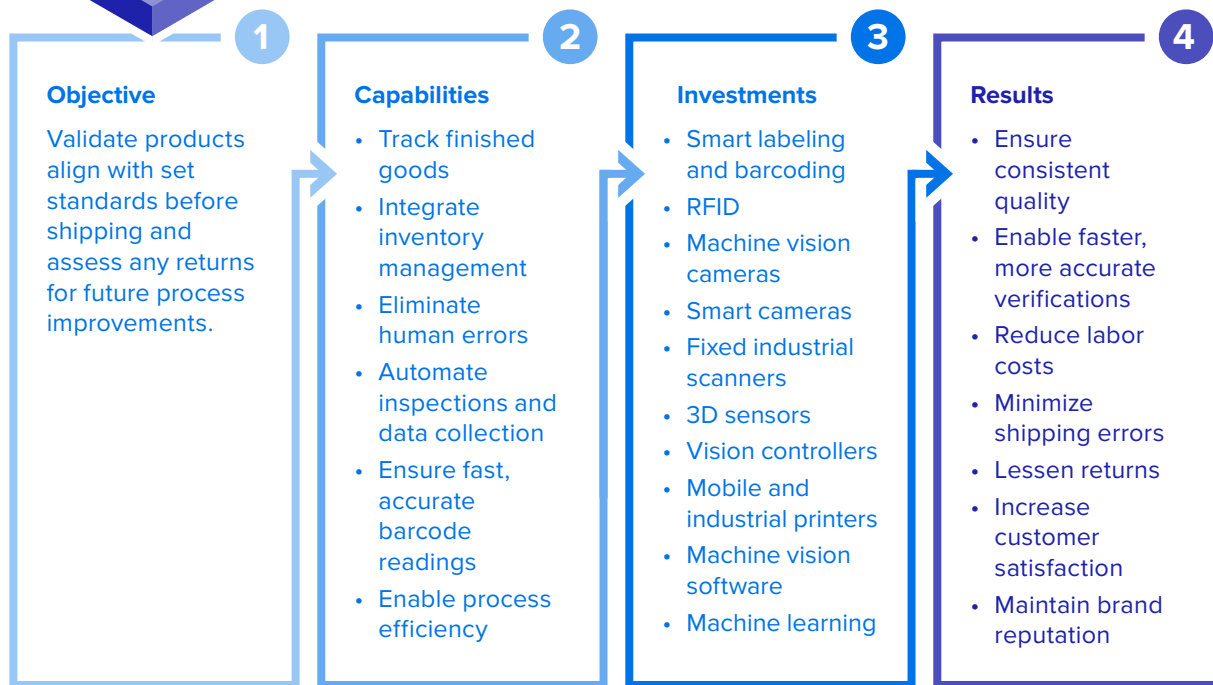 1
Objective
Validate products
align with set
standards before
shipping and
assess any returns
for future process
improvements.
2
Capabilities
• Track finished
goods
• Integrate
inventory
management
• Eliminate
human errors
• Automate
inspections and
data collection
• Ensure fast,
accurate
barcode
readings
• Enable process
efficiency
3
Investments
• Smart labeling
and barcoding
• RFID
• Machine vision
cameras
• Smart cameras
• Fixed industrial
scanners
• 3D sensors
• Vision controllers
• Mobile and
industrial printers
• Machine vision
software
• Machine learning
4
Results
• Ensure
consistent
quality
• Enable faster,
more accurate
verifications
• Reduce labor
costs
• Minimize
shipping errors
• Lessen returns
• Increase
customer
satisfaction
• Maintain brand
reputation